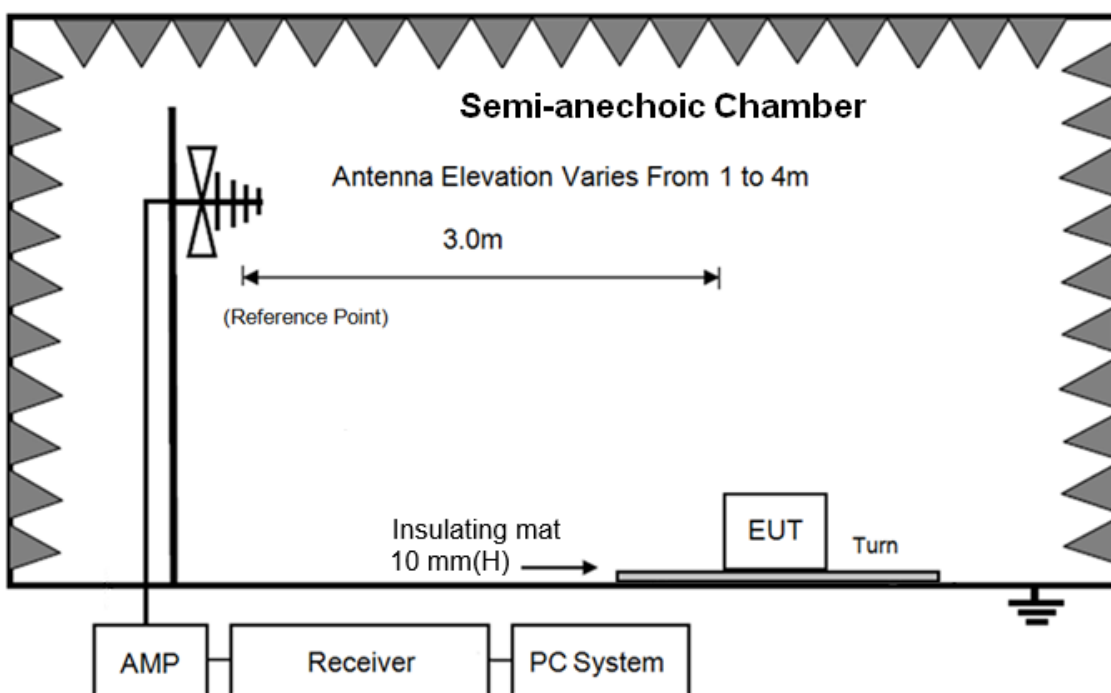 Semi-anechoic Chamber
Antenna Elevation Varies From 1 to 4m
3.0m
(Reference Point)
Insulating mat
10 mm(H)
EUT
Turn
AMP
Receiver
PC System